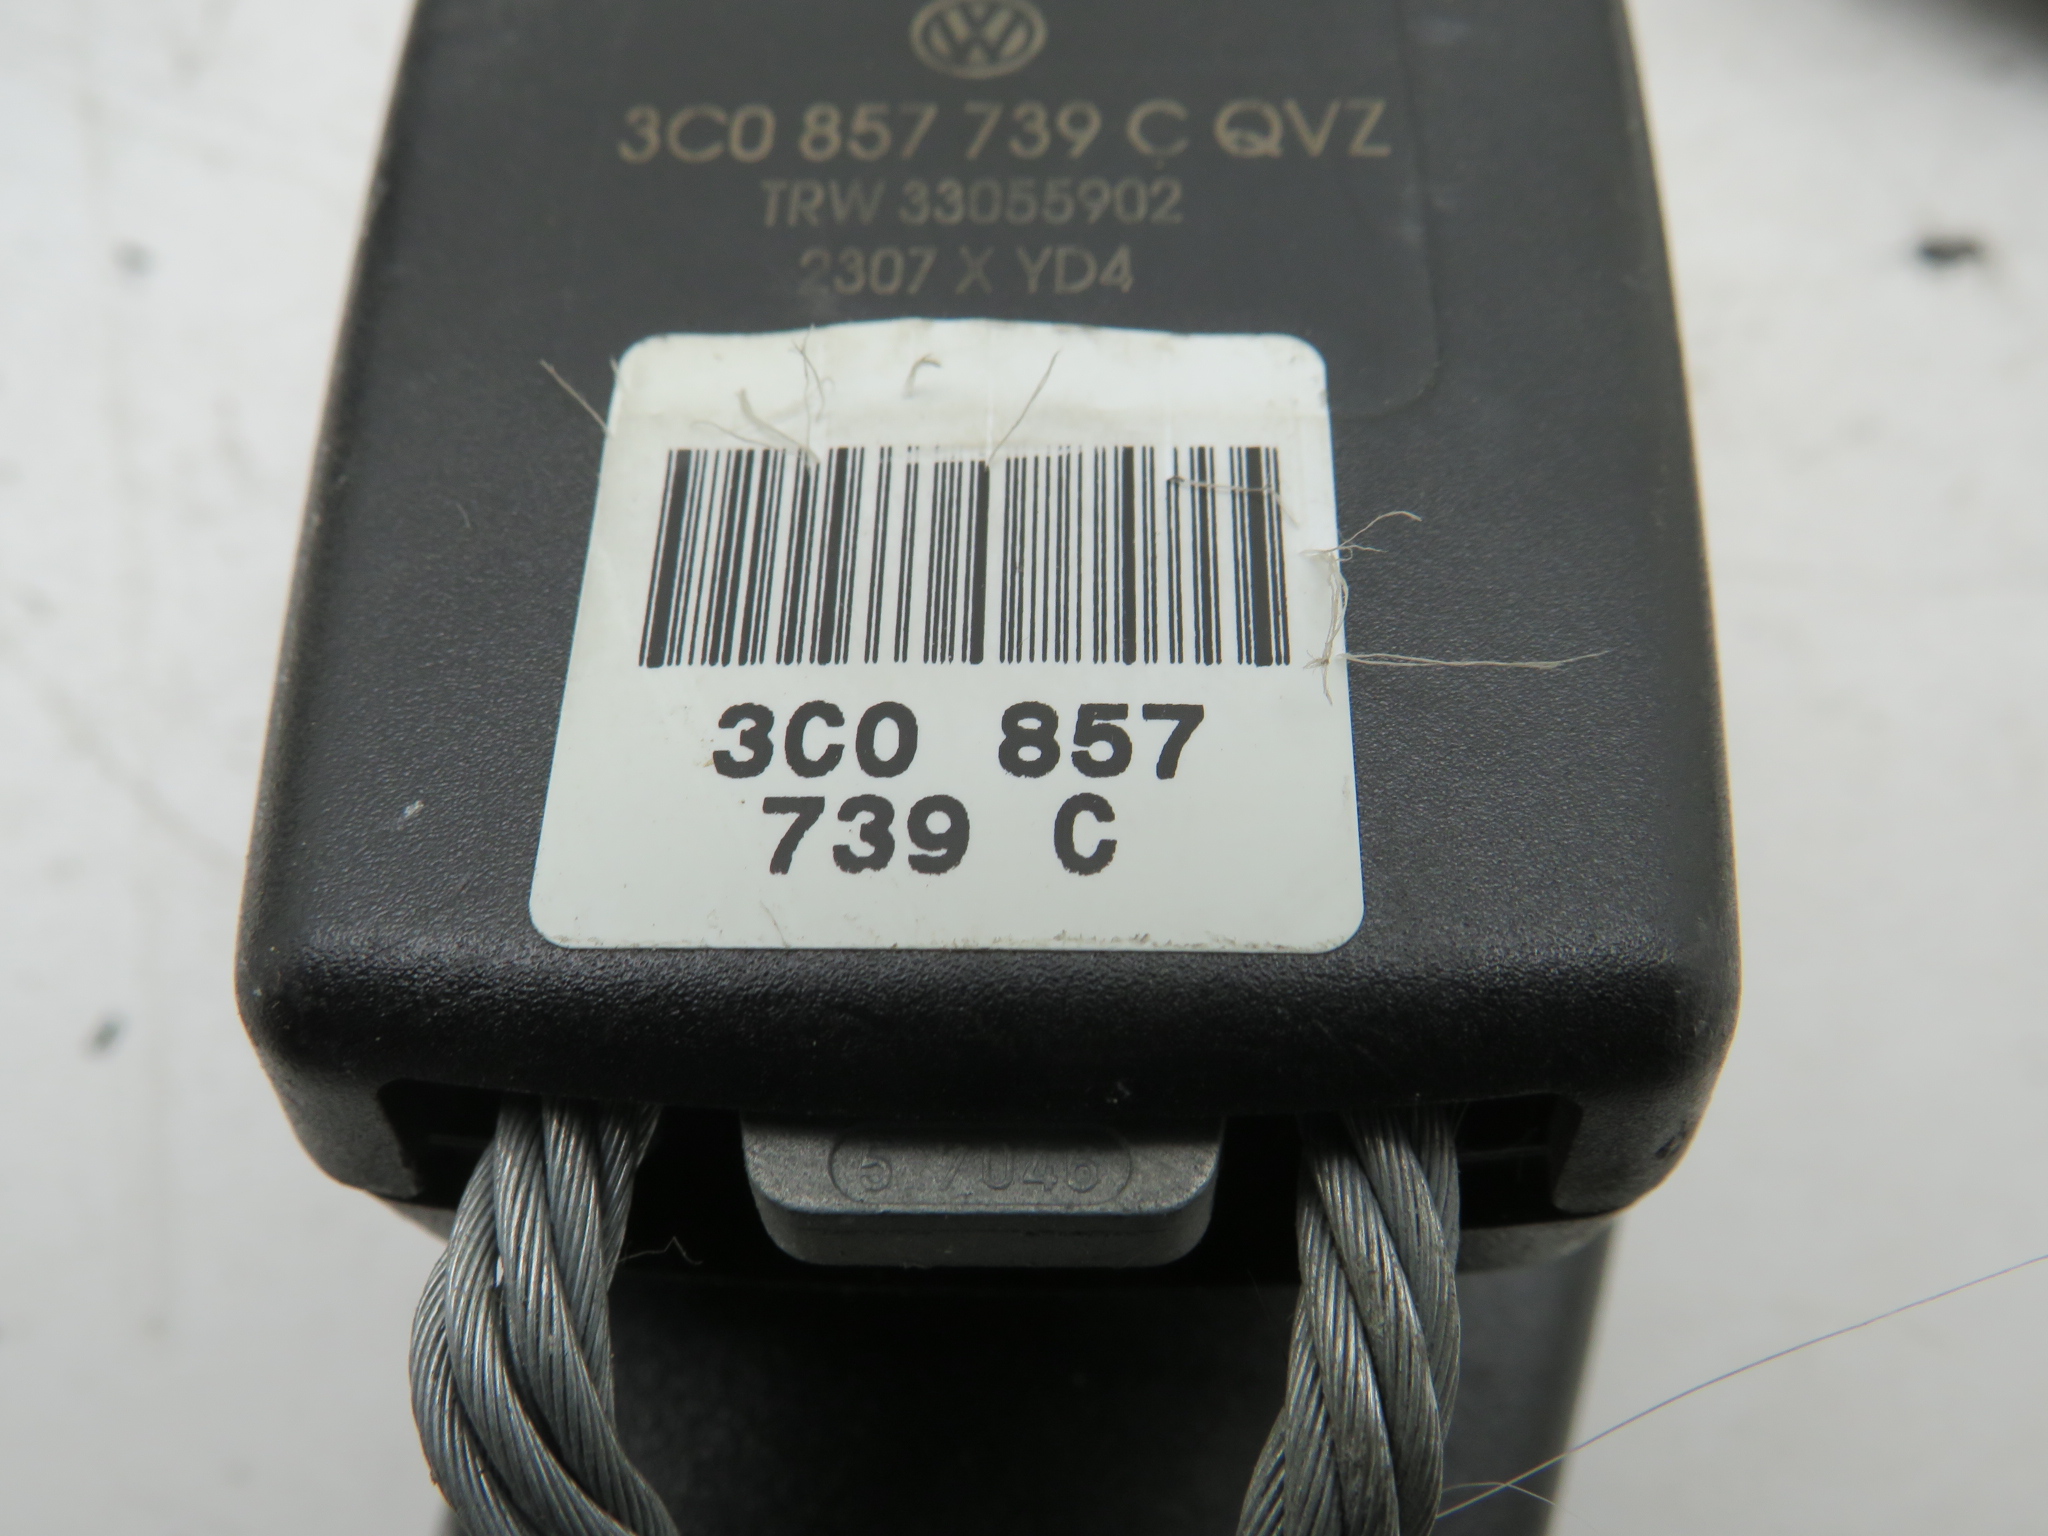 3C0 857 739 C QVZ
TRW 33055902
2307 X YD4
3C0 857
739 C